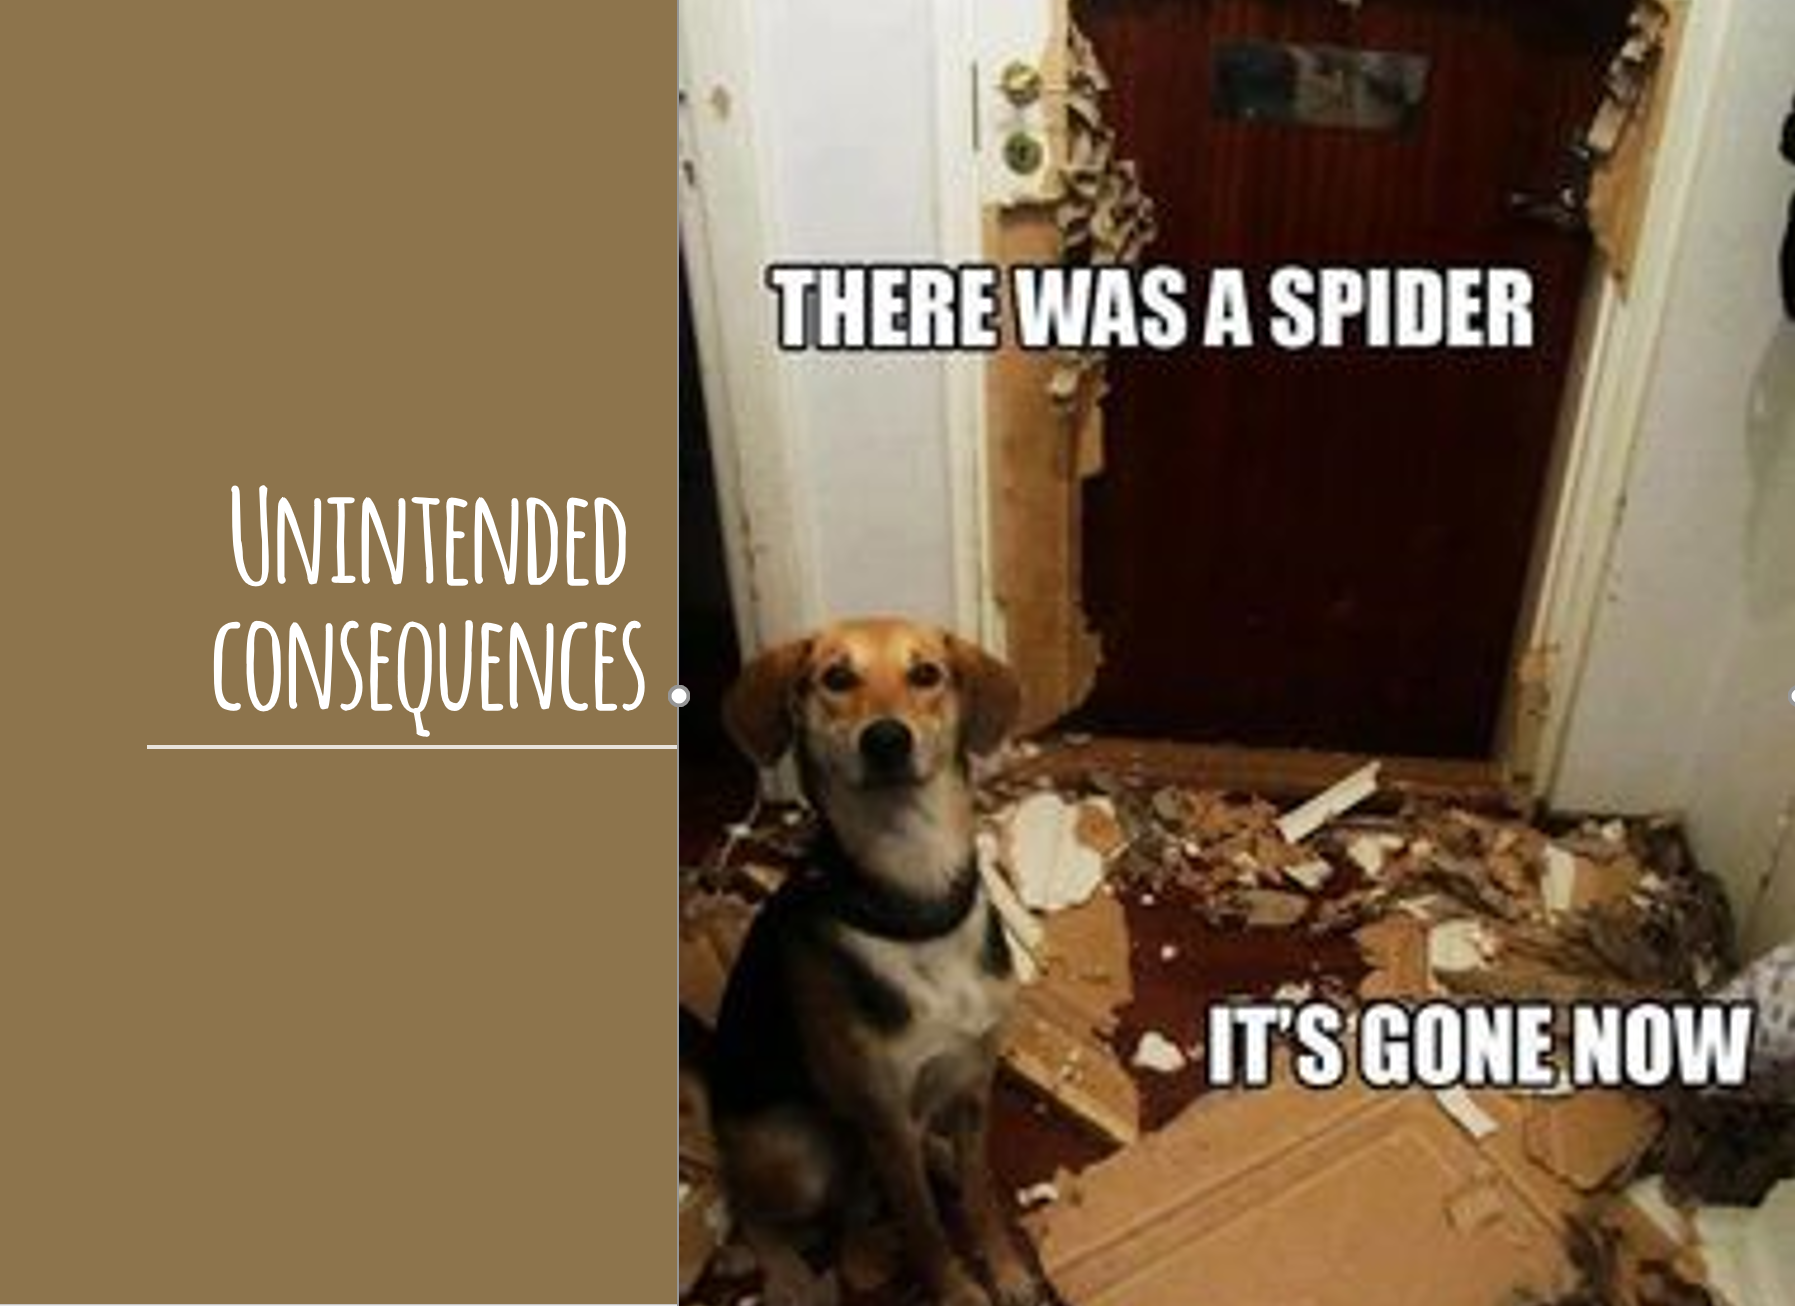 Unintended
consequences
THERE WAS A SPIDER
IT'S GONE NOW